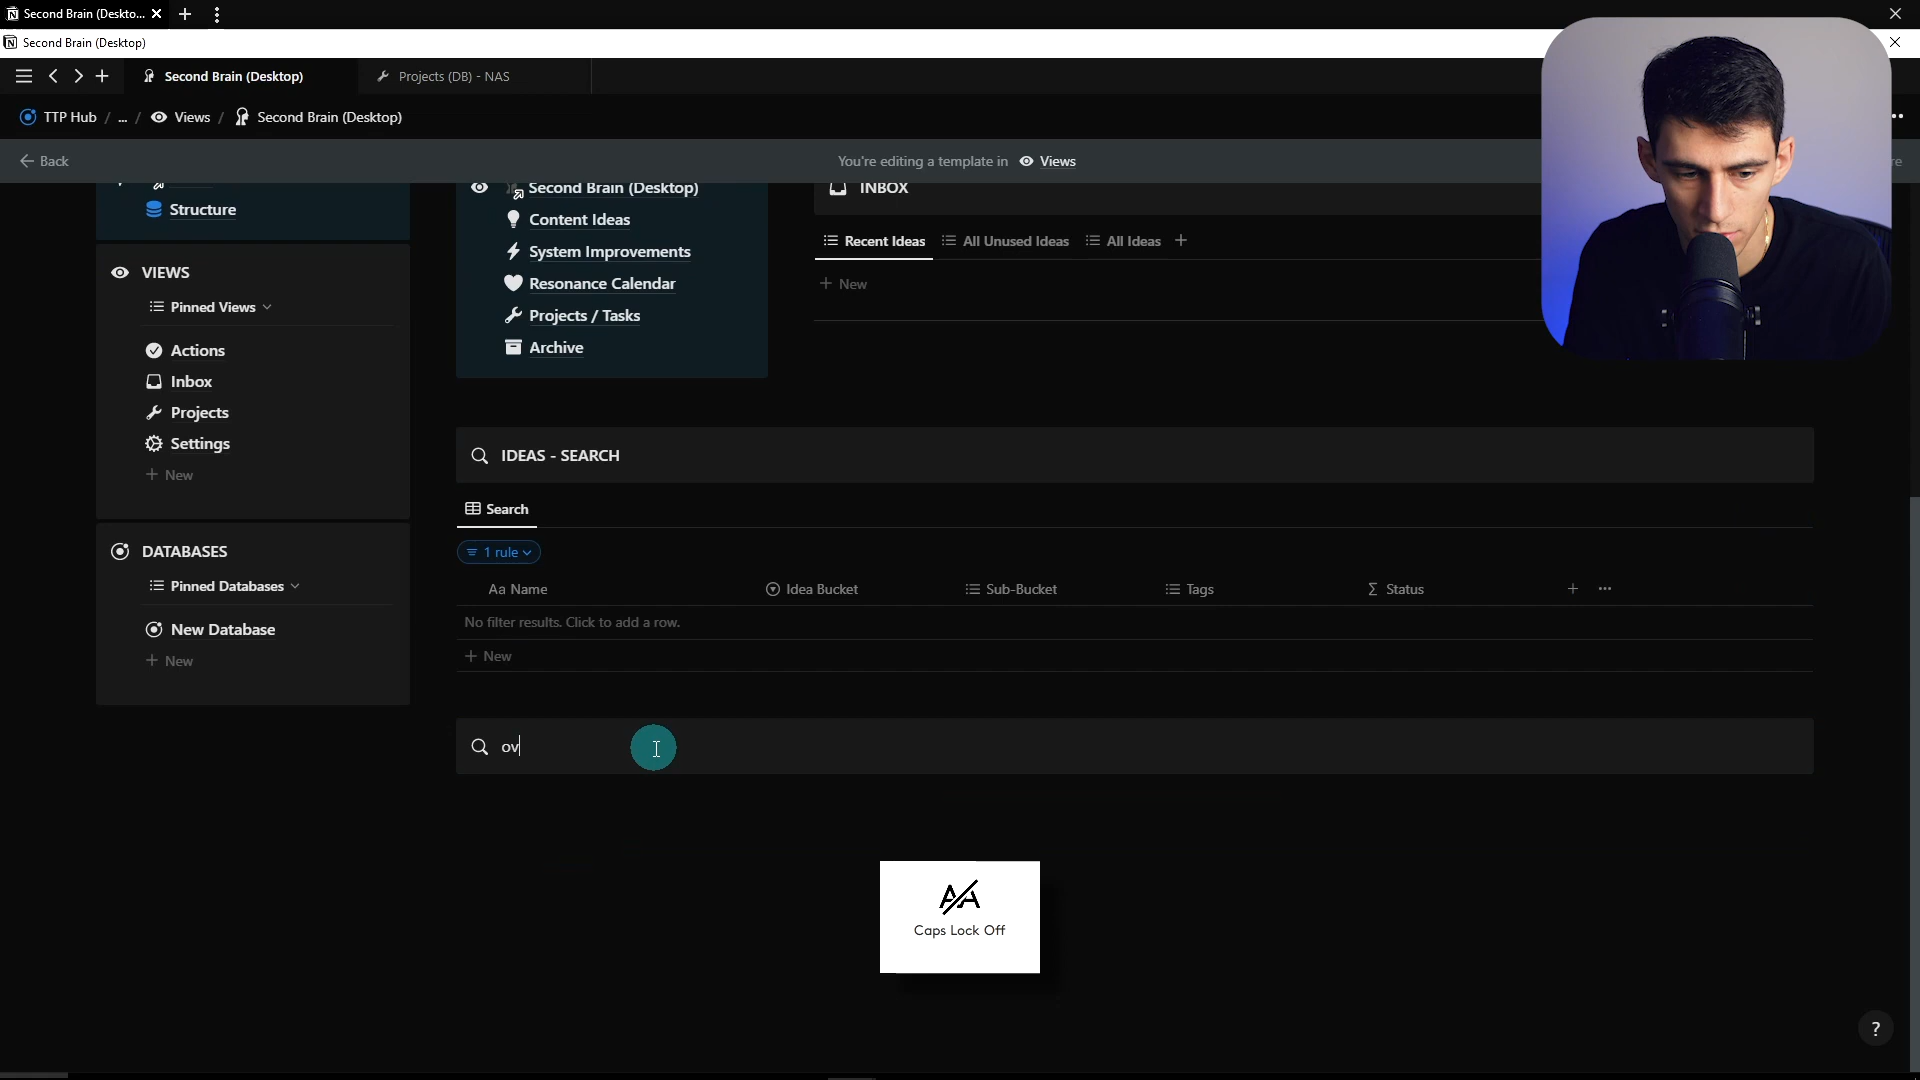 Second Brain (Deskto...
Second Brain (Desktop)
Second Brain (Desktop)
Projects (DB) - NAS
TTP Hub / ... / Views / Second Brain (Desktop)
Back
You're editing a template in Views
Structure
VIEWS
Pinned Views
Actions
Inbox
Projects
Settings
New
DATABASES
Pinned Databases
New Database
New
Second Brain (Desktop)
Content Ideas
System Improvements
Resonance Calendar
Projects / Tasks
Archive
INBOX
Recent Ideas
All Unused Ideas
All Ideas
New
IDEAS - SEARCH
Search
1 rule
Aa Name
Idea Bucket
Sub-Bucket
Tags
Σ Status
No filter results. Click to add a row.
New
ov
Caps Lock Off
?